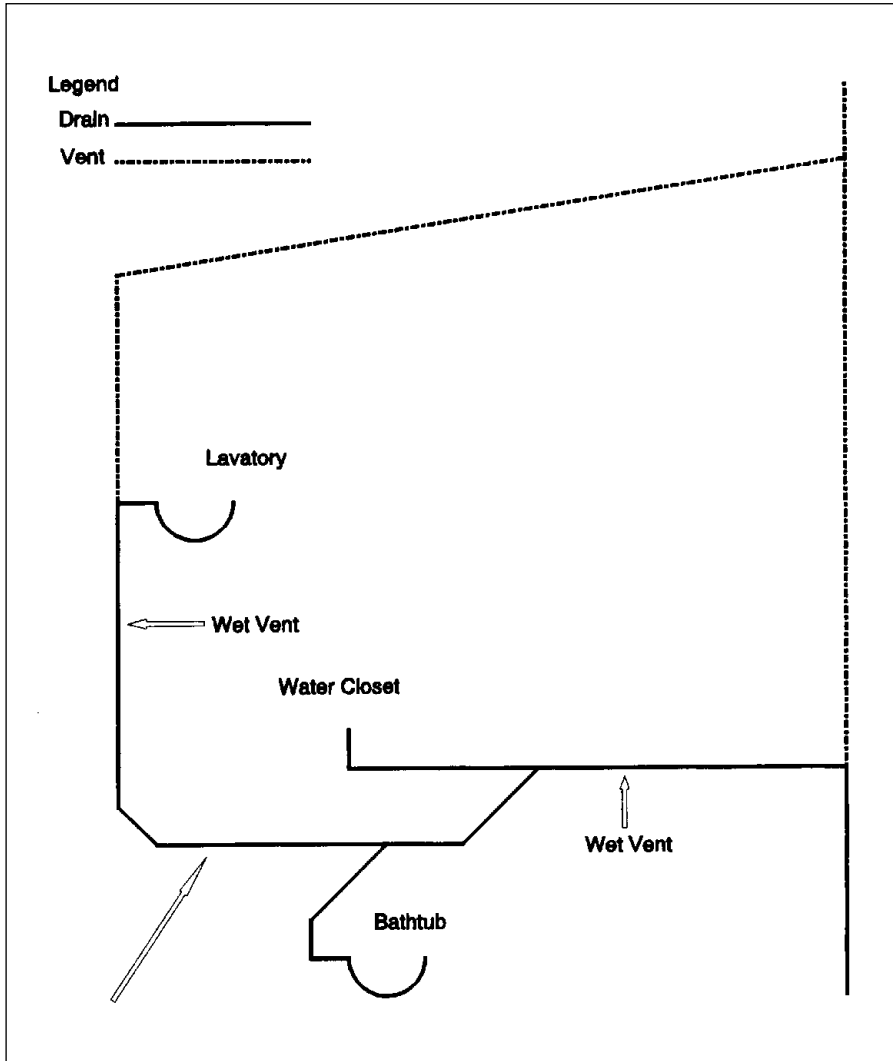 Legend
Drain
Vent
Lavatory
Wet Vent
Water Closet
Wet Vent
Bathtub